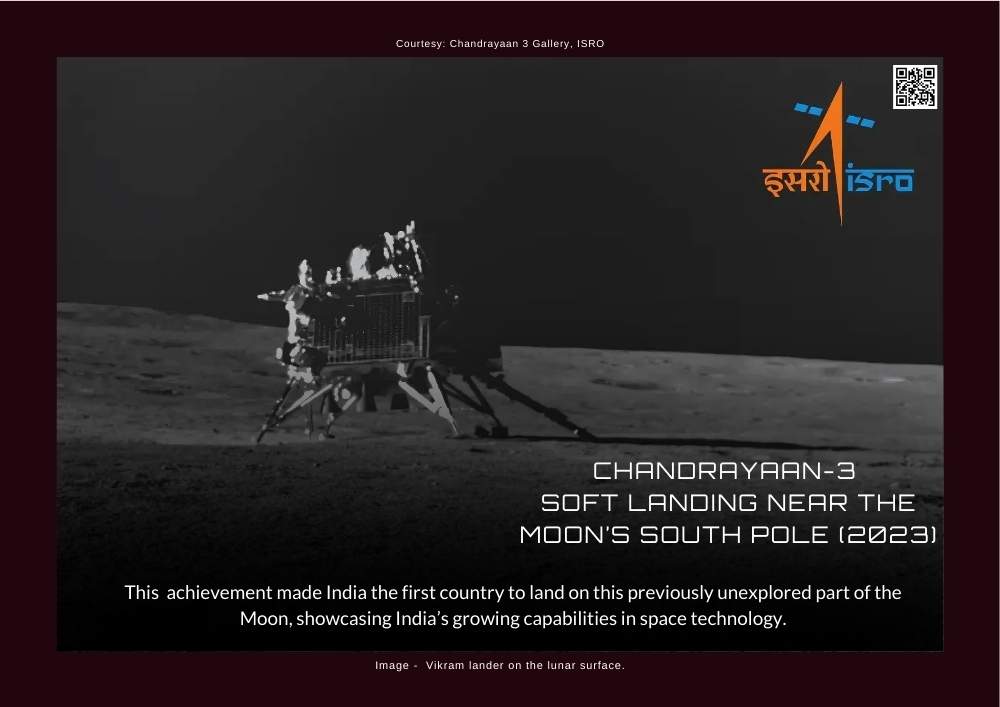 Courtesy: Chandrayaan 3 Gallery, ISRO
इसरो isro
CHANDRAYAAN-3
SOFT LANDING NEAR THE
MOON'S SOUTH POLE (2023)
This achievement made India the first country to land on this previously unexplored part of the
Moon, showcasing India's growing capabilities in space technology.
Image - Vikram lander on the lunar surface.